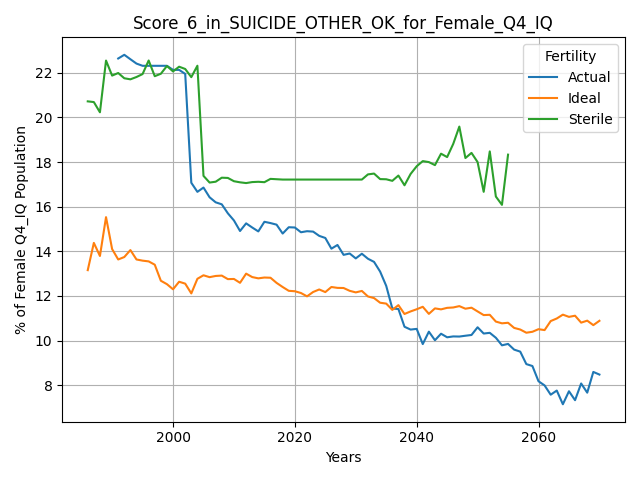 Score_6_in_SUICIDE_OTHER_OK_for_Female_Q4_IQ
Fertility
Actual
Ideal
Sterile
% of Female Q4_IQ Population
22
20
18
16
14
12
10
8
2000
2020
2040
2060
Years